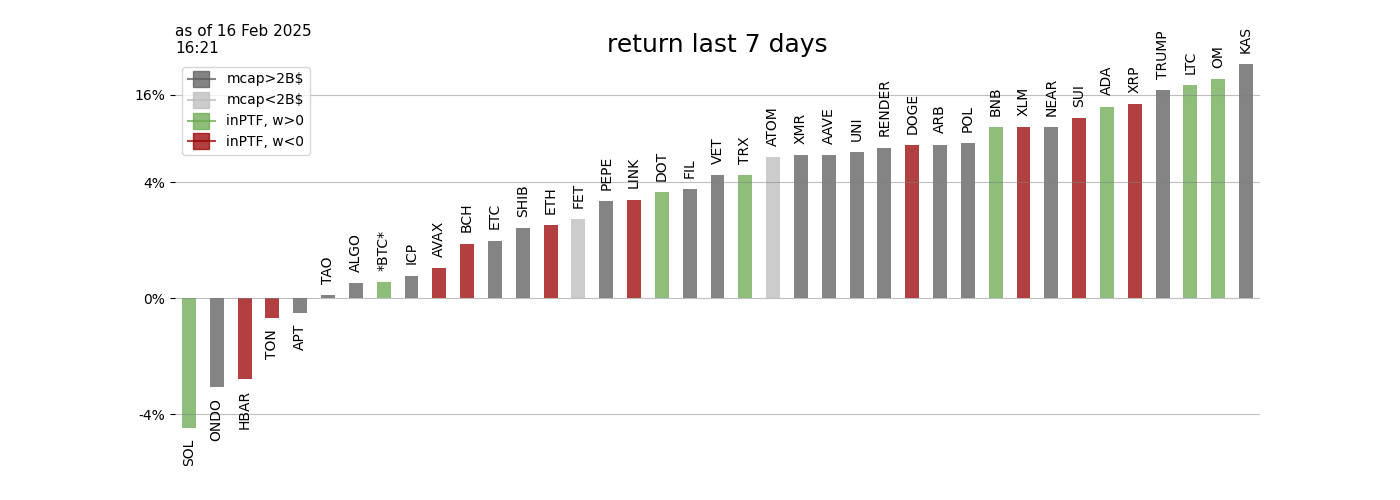 as of 16 Feb 2025
16:21
return last 7 days
mcap>2B$
mcap<2B$
inPTF, w>0
inPTF, w<0
16%
4%
0%
-4%
SOL
ONDO
HBAR
TON
APT
TAO
ALGO
*BTC*
ICP
AVAX
BCH
ETC
SHIB
ETH
FET
PEPE
LINK
DOT
FIL
VET
TRX
ATOM
XMR
AAVE
UNI
RENDER
DOGE
ARB
POL
BNB
XLM
NEAR
SUI
ADA
XRP
TRUMP
LTC
OM
KAS